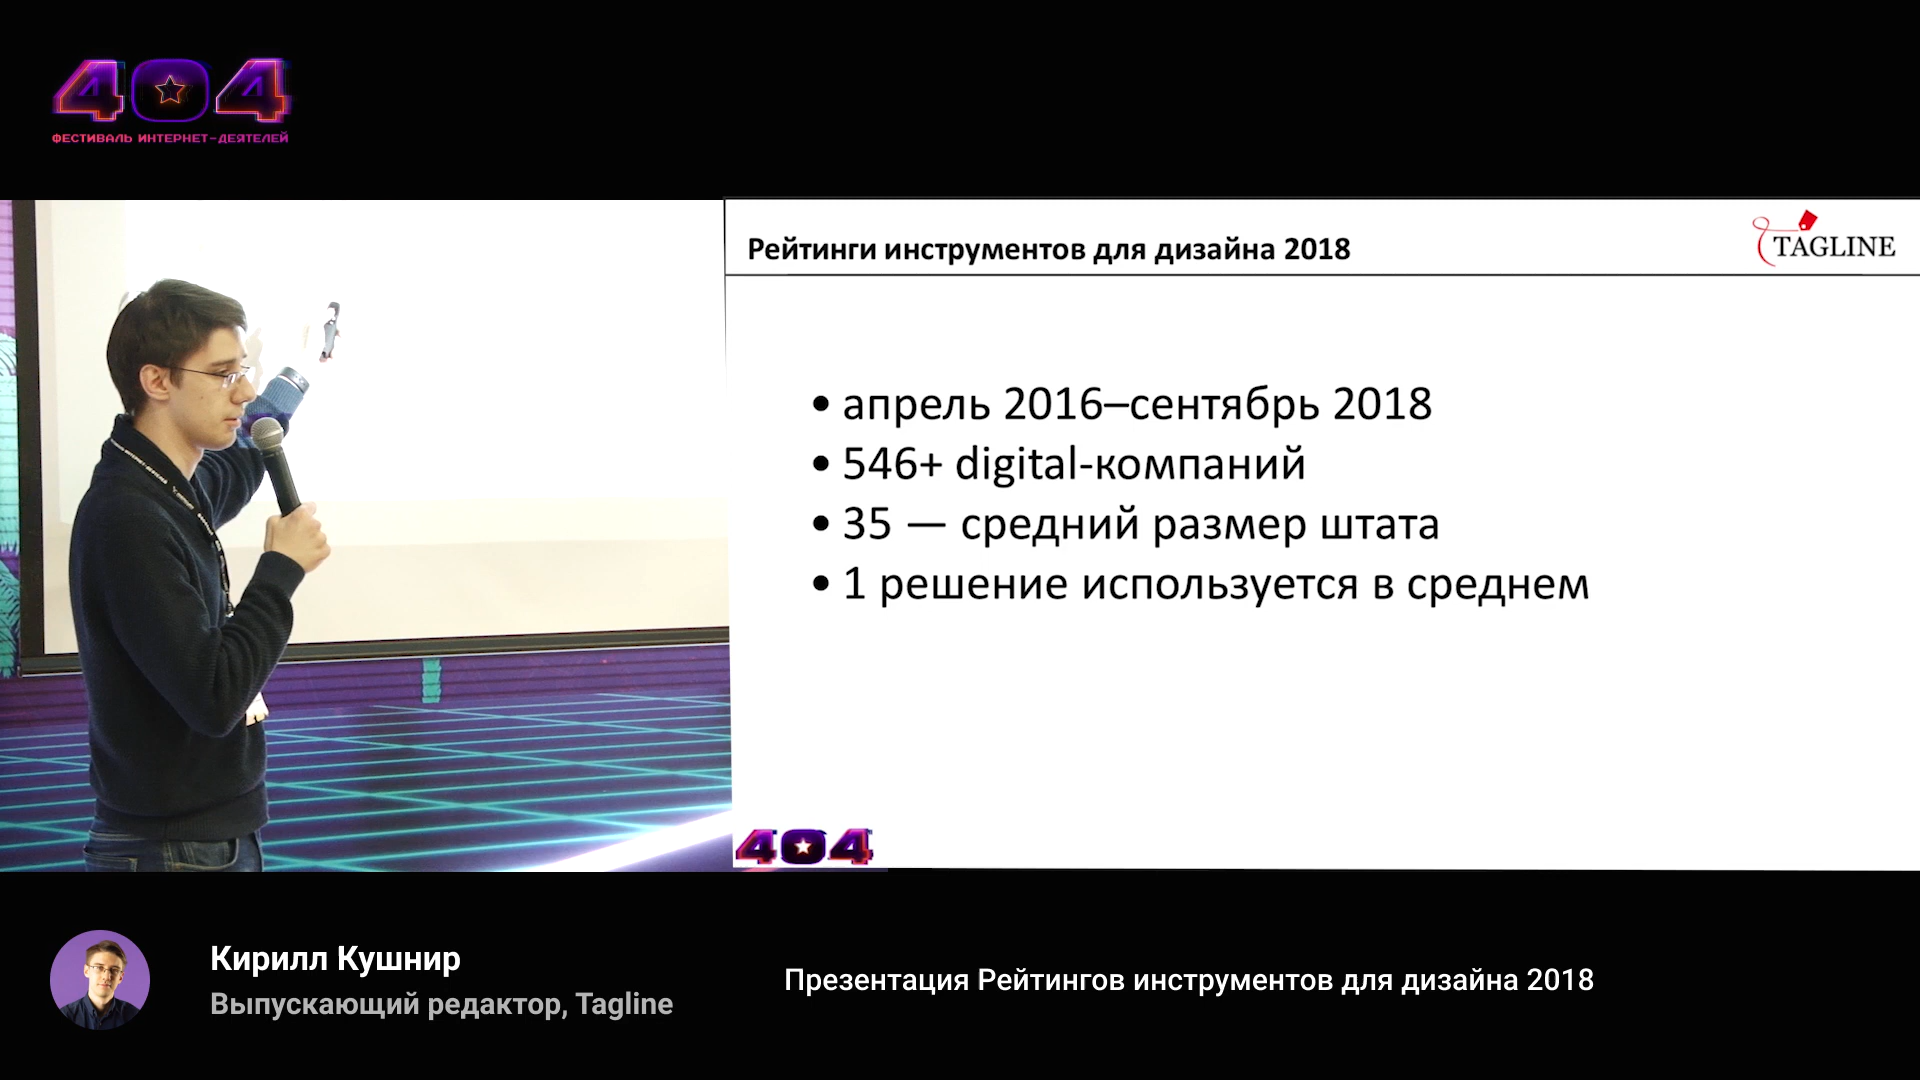 404
ФЕСТИВАЛЬ ИНТЕРНЕТ-ДЕЯТЕЛЕЙ
Рейтинги инструментов для дизайна 2018
TAGLINE
• апрель 2016–сентябрь 2018
• 546+ digital-компаний
• 35 — средний размер штата
• 1 решение используется в среднем
404
Кирилл Кушнир
Выпускающий редактор, Tagline
Презентация Рейтингов инструментов для дизайна 2018